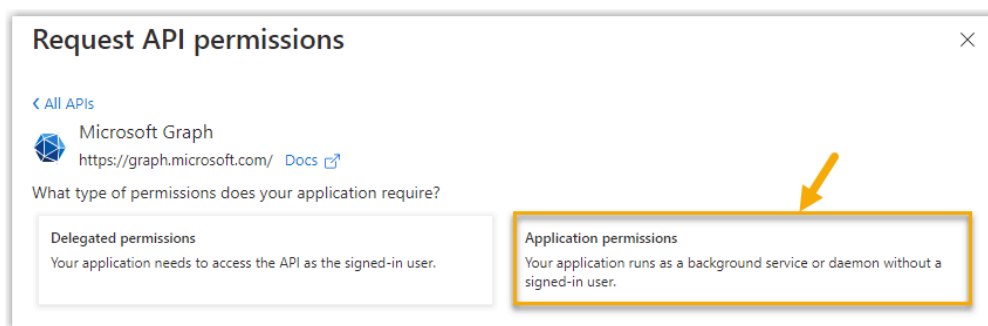 Request API permissions
All APIs
Microsoft Graph
https://graph.microsoft.com/ Docs
What type of permissions does your application require?
Delegated permissions
Your application needs to access the API as the signed-in user.
Application permissions
Your application runs as a background service or daemon without a
signed-in user.